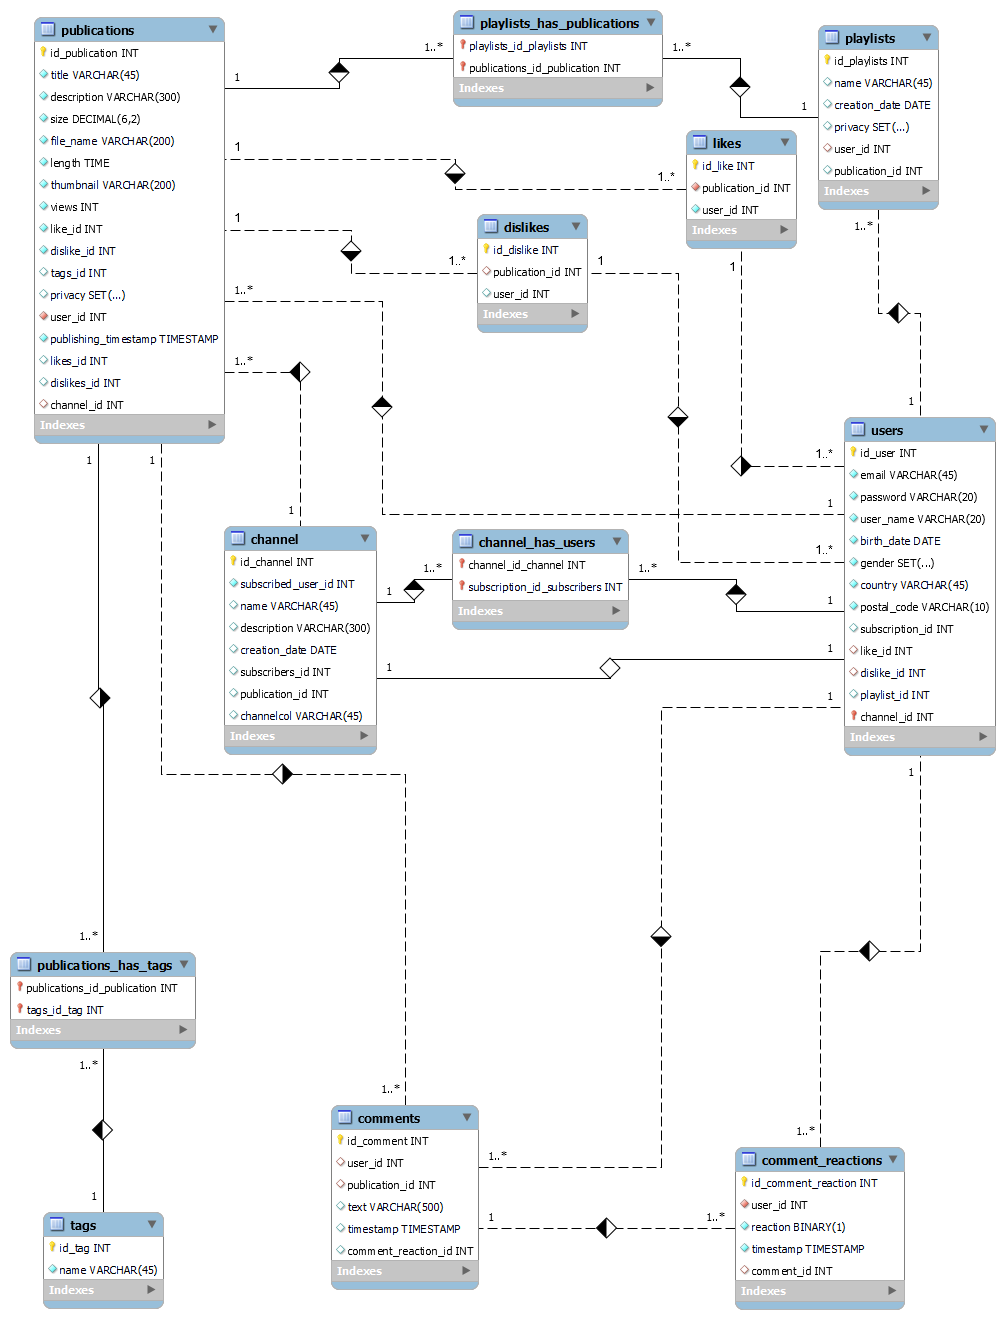 publications
id_publication INT
title VARCHAR(45)
description VARCHAR(300)
size DECIMAL(6,2)
file_name VARCHAR(200)
length TIME
thumbnail VARCHAR(200)
views INT
like_id INT
dislike_id INT
tags_id INT
privacy SET(...)
user_id INT
publishing_timestamp TIMESTAMP
likes_id INT
dislikes_id INT
channel_id INT
Indexes
1
1..*
playlists_has_publications
playlists_id_playlists INT
publications_id_publication INT
Indexes
1..*
1
playlists
id_playlists INT
name VARCHAR(45)
creation_date DATE
privacy SET(...)
user_id INT
publication_id INT
Indexes
1
1..*
likes
id_like INT
publication_id INT
user_id INT
Indexes
1
1..*
dislikes
id_dislike INT
publication_id INT
user_id INT
Indexes
1
1
1..*
1..*
1..*
1
1
1
1
users
id_user INT
email VARCHAR(45)
password VARCHAR(20)
user_name VARCHAR(20)
birth_date DATE
gender SET(...)
country VARCHAR(45)
postal_code VARCHAR(10)
subscription_id INT
like_id INT
dislike_id INT
playlist_id INT
channel_id INT
Indexes
1..*
1
1..*
1
channel
id_channel INT
subscribed_user_id INT
name VARCHAR(45)
description VARCHAR(300)
creation_date DATE
subscribers_id INT
publication_id INT
channelcol VARCHAR(45)
Indexes
1
1..*
channel_has_users
channel_id_channel INT
subscription_id_subscribers INT
Indexes
1..*
1
1
1
1
1
1..*
publications_has_tags
publications_id_publication INT
tags_id_tag INT
Indexes
1..*
1
tags
id_tag INT
name VARCHAR(45)
Indexes
1..*
comments
id_comment INT
user_id INT
publication_id INT
text VARCHAR(500)
timestamp TIMESTAMP
comment_reaction_id INT
Indexes
1..*
1
1..*
1..*
comment_reactions
id_comment_reaction INT
user_id INT
reaction BINARY(1)
timestamp TIMESTAMP
comment_id INT
Indexes